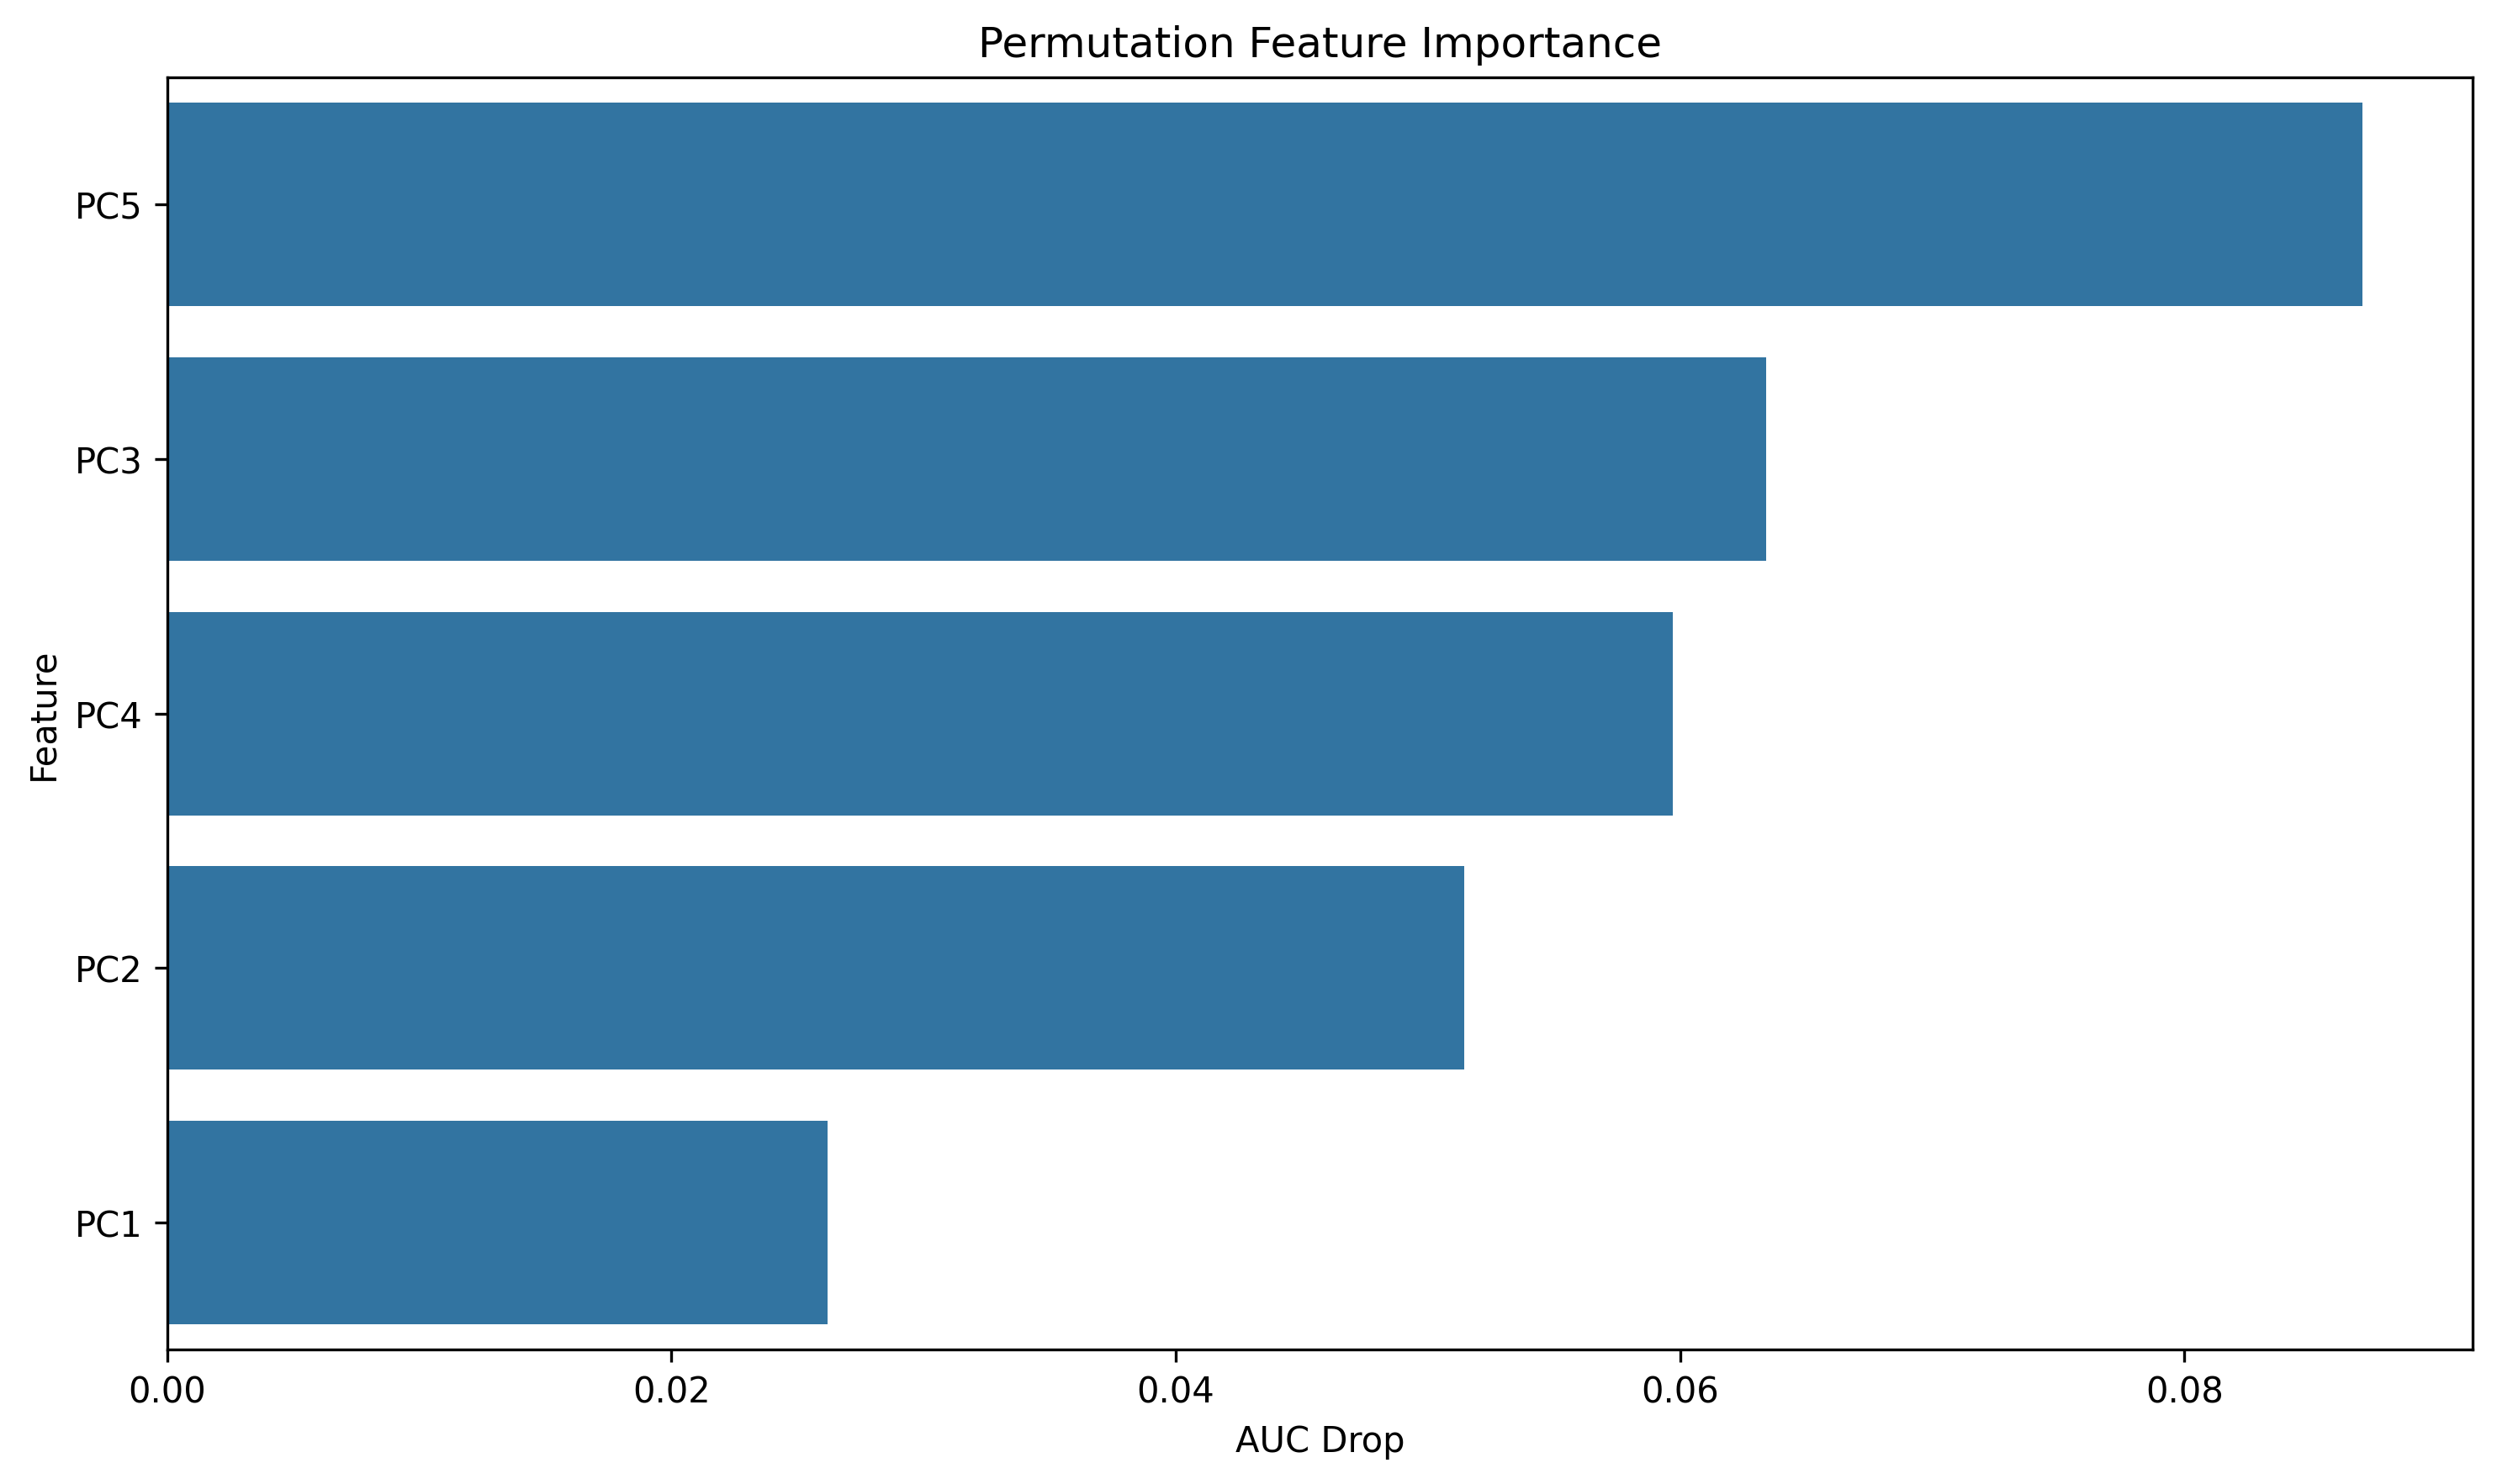 Permutation Feature Importance
PC5
PC3
PC4
PC2
PC1
Feature
0.00 0.02 0.04 0.06 0.08
AUC Drop